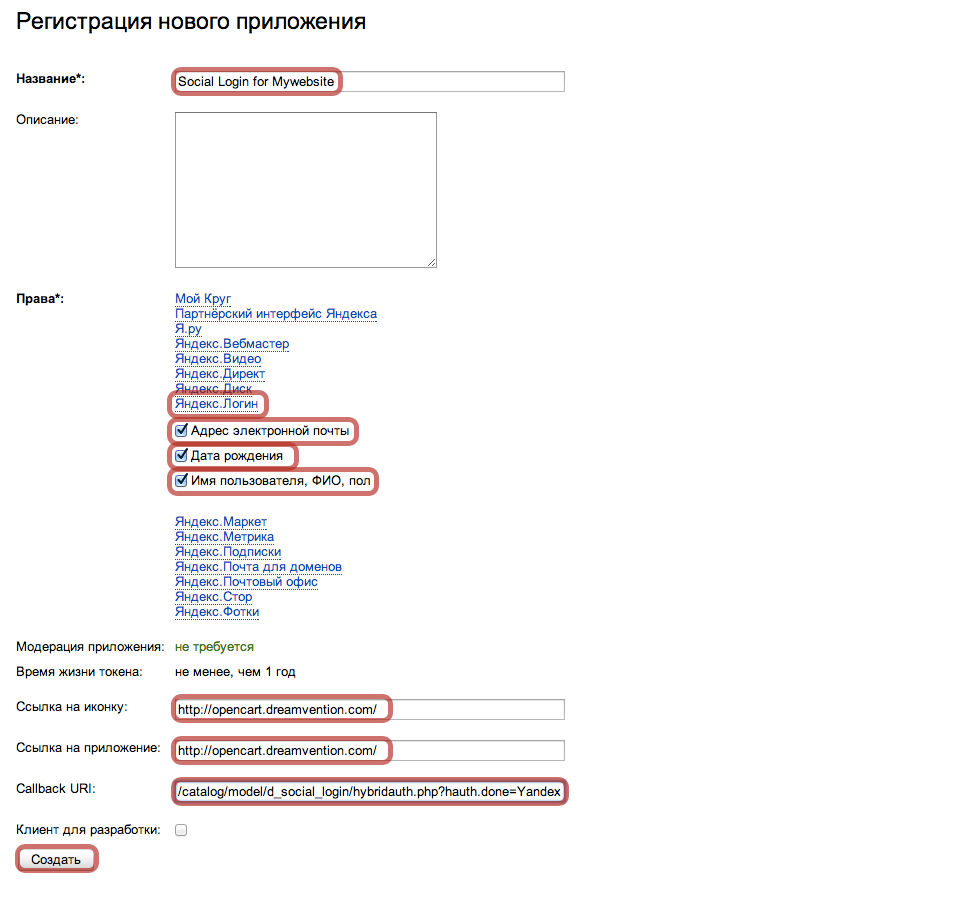 Регистрация нового приложения
Название*: Social Login for Mywebsite
Описание:
Права*: Мой Круг
Партнёрский интерфейс Яндекса
Я.ру
Яндекс.Вебмастер
Яндекс.Видео
Яндекс.Директ
Яндекс.Диск
Яндекс.Логин
Адрес электронной почты
Дата рождения
Имя пользователя, ФИО, пол
Яндекс.Маркет
Яндекс.Метрика
Яндекс.Подписки
Яндекс.Почта для доменов
Яндекс.Почтовый офис
Яндекс.Стор
Яндекс.Фотки
Модерация приложения: не требуется
Время жизни токена: не менее, чем 1 год
Ссылка на иконку: http://opencart.dreamvention.com/
Ссылка на приложение: http://opencart.dreamvention.com/
Callback URI: /catalog/model/d_social_login/hybridauth.php?hauth.done=Yandex
Клиент для разработки:
Создать